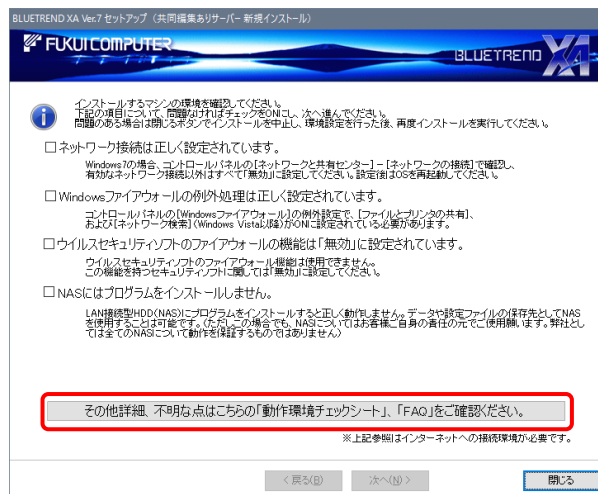 BLUETREND XA Ver.7 セットアップ（共同編集ありサーバー 新規インストール）
FUKUI COMPUTER
BLUETREND XA
インストールするマシンの環境を確認してください。
下記の項目について、問題なければチェックをONにし、次へ進んでください。
問題のある場合は閉じるボタンでインストールを中止し、環境設定を行った後、再度インストールを実行してください。
ネットワーク接続は正しく設定されています。
Windows7の場合、コントロールパネルの[ネットワークと共有センター] - [ネットワークの接続]で確認し、
有効なネットワーク接続以外はすべて「無効」に設定してください。設定後はOSを再起動してください。
Windowsファイアウォールの例外処理は正しく設定されています。
コントロールパネルの[Windowsファイアウォール]の例外設定で、[ファイルとプリンタの共有]、
および[ネットワーク検索](Windows Vista以降)がONに設定されている必要があります。
ウイルスセキュリティソフトのファイアウォールの機能は「無効」に設定されています。
ウイルスセキュリティソフトのファイアウォール機能は使用できません。
この機能を持つセキュリティソフトに関しては「無効」に設定してください。
NASにはプログラムをインストールしません。
LAN接続型HDD(NAS)にプログラムをインストールすると正しく動作しません。データや設定ファイルの保存先としてNAS
を使用することは可能です。(ただし、この場合でも、NASについてはお客様ご自身の責任の元でご使用願います。弊社とし
ては全てのNASについて動作を保証するものではありません)
その他詳細、不明な点はこちらの「動作環境チェックシート」、「FAQ」をご確認ください。
※上記参照はインターネットへの接続環境が必要です。
< 戻る(B) 次へ(N) > 閉じる